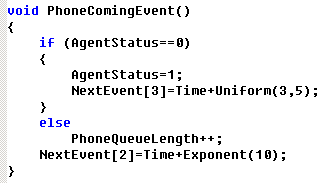 void PhoneComingEvent()
{
    if (AgentStatus==0)
    {
        AgentStatus=1;
        NextEvent[3]=Time+Uniform(3,5);
    }
    else
        PhoneQueueLength++;
    NextEvent[2]=Time+Exponent(10);
}